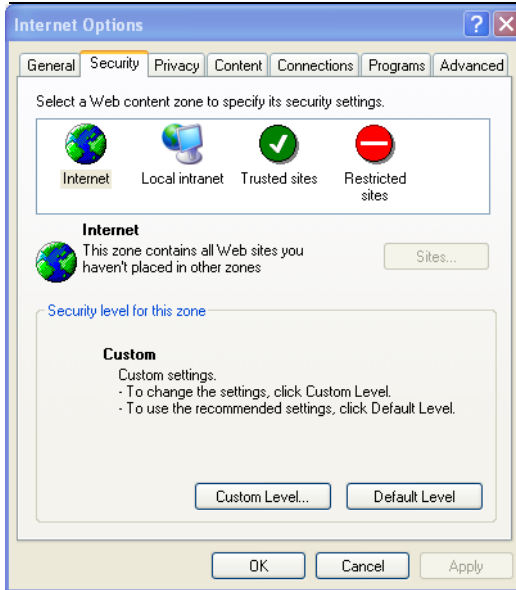 Internet Options
General Security Privacy Content Connections Programs Advanced
Select a Web content zone to specify its security settings.
Internet Local intranet Trusted sites Restricted sites
Internet
This zone contains all Web sites you
haven't placed in other zones
Sites...
Security level for this zone
Custom
Custom settings.
- To change the settings, click Custom Level.
- To use the recommended settings, click Default Level.
Custom Level... Default Level
OK Cancel Apply